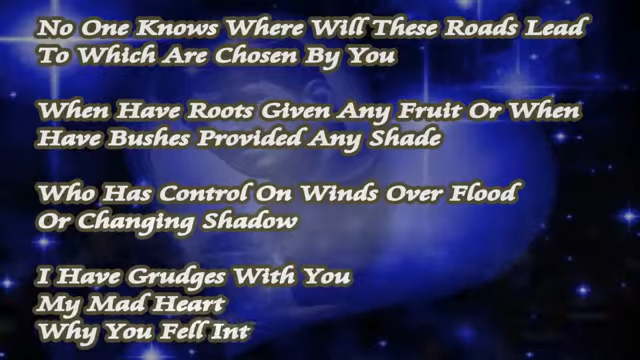 No One Knows Where Will These Roads Lead
To Which Are Chosen By You
When Have Roots Given Any Fruit Or When
Have Bushes Provided Any Shade
Who Has Control On Winds Over Flood
Or Changing Shadow
I Have Grudges With You
My Mad Heart
Why You Fell Int